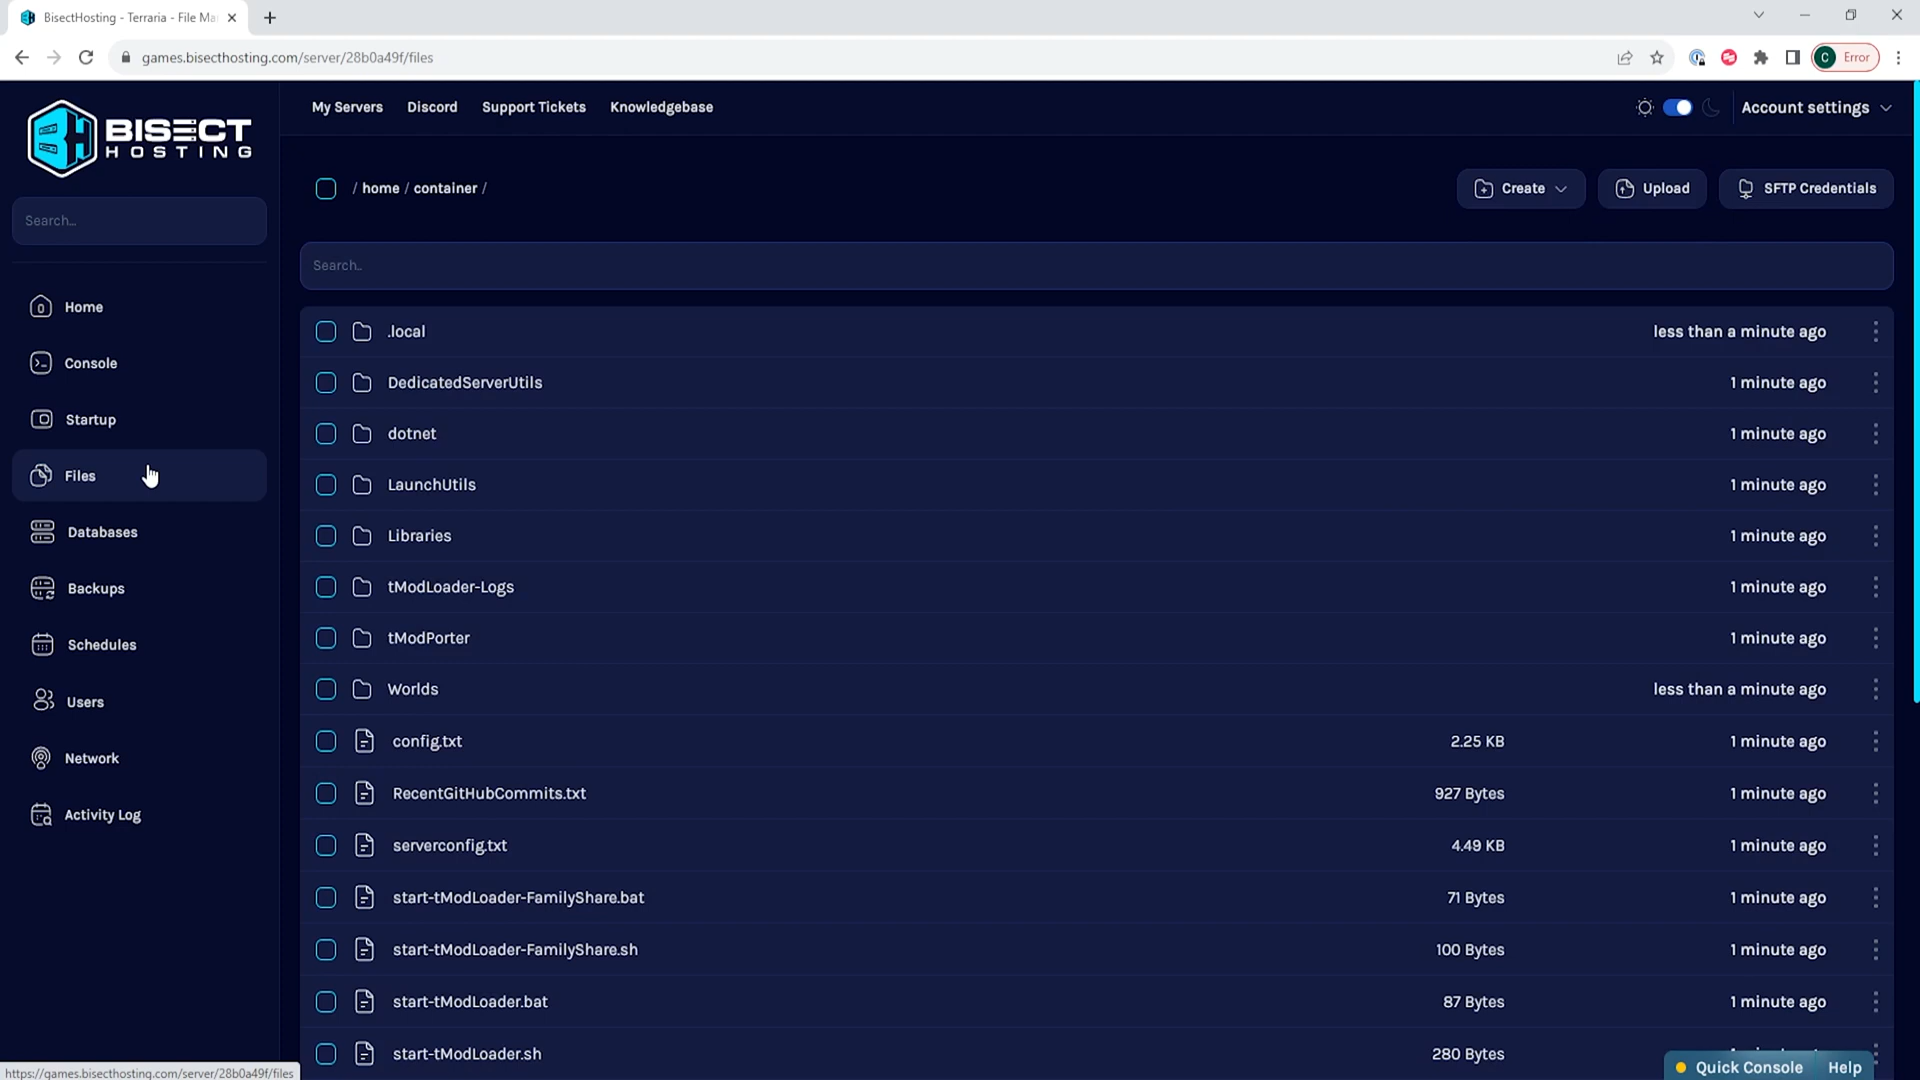 BisectHosting - Terraria - File Ma
games.bisecthosting.com/server/28b0a49f/files
C Error
BISECT
HOSTING
My Servers Discord Support Tickets Knowledgebase
Account settings
Search...
/ home / container /
Create Upload SFTP Credentials
Search..
Home
Console
Startup
Files
Databases
Backups
Schedules
Users
Network
Activity Log
.local less than a minute ago
DedicatedServerUtils 1 minute ago
dotnet 1 minute ago
LaunchUtils 1 minute ago
Libraries 1 minute ago
tModLoader-Logs 1 minute ago
tModPorter 1 minute ago
Worlds less than a minute ago
config.txt 2.25 KB 1 minute ago
RecentGitHubCommits.txt 927 Bytes 1 minute ago
serverconfig.txt 4.49 KB 1 minute ago
start-tModLoader-FamilyShare.bat 71 Bytes 1 minute ago
start-tModLoader-FamilyShare.sh 100 Bytes 1 minute ago
start-tModLoader.bat 87 Bytes 1 minute ago
start-tModLoader.sh 280 Bytes
Quick Console Help
https://games.bisecthosting.com/server/28b0a49f/files